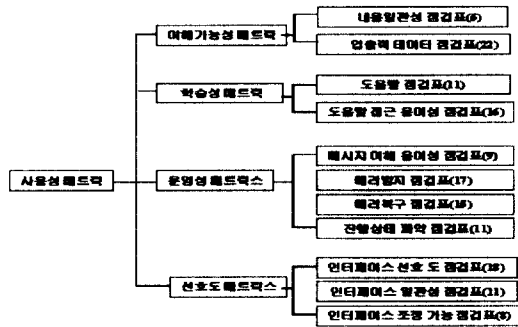 이해가능성 메트릭
내용일관성 점검표(6)
입출력 데이터 점검표(22)
학습성 메트릭
도움말 점검표(11)
도움말 접근 용이성 점검표(16)
사용성 메트릭
운영성 메트릭스
메시지 이해 용이성 점검표(9)
에러방지 점검표(17)
에러복구 점검표(15)
진행상태 파악 점검표(11)
선호도 메트릭스
인터페이스 선호 도 점검표(28)
인터페이스 일관성 점검표(11)
인터페이스 조정 가능 점검표(8)